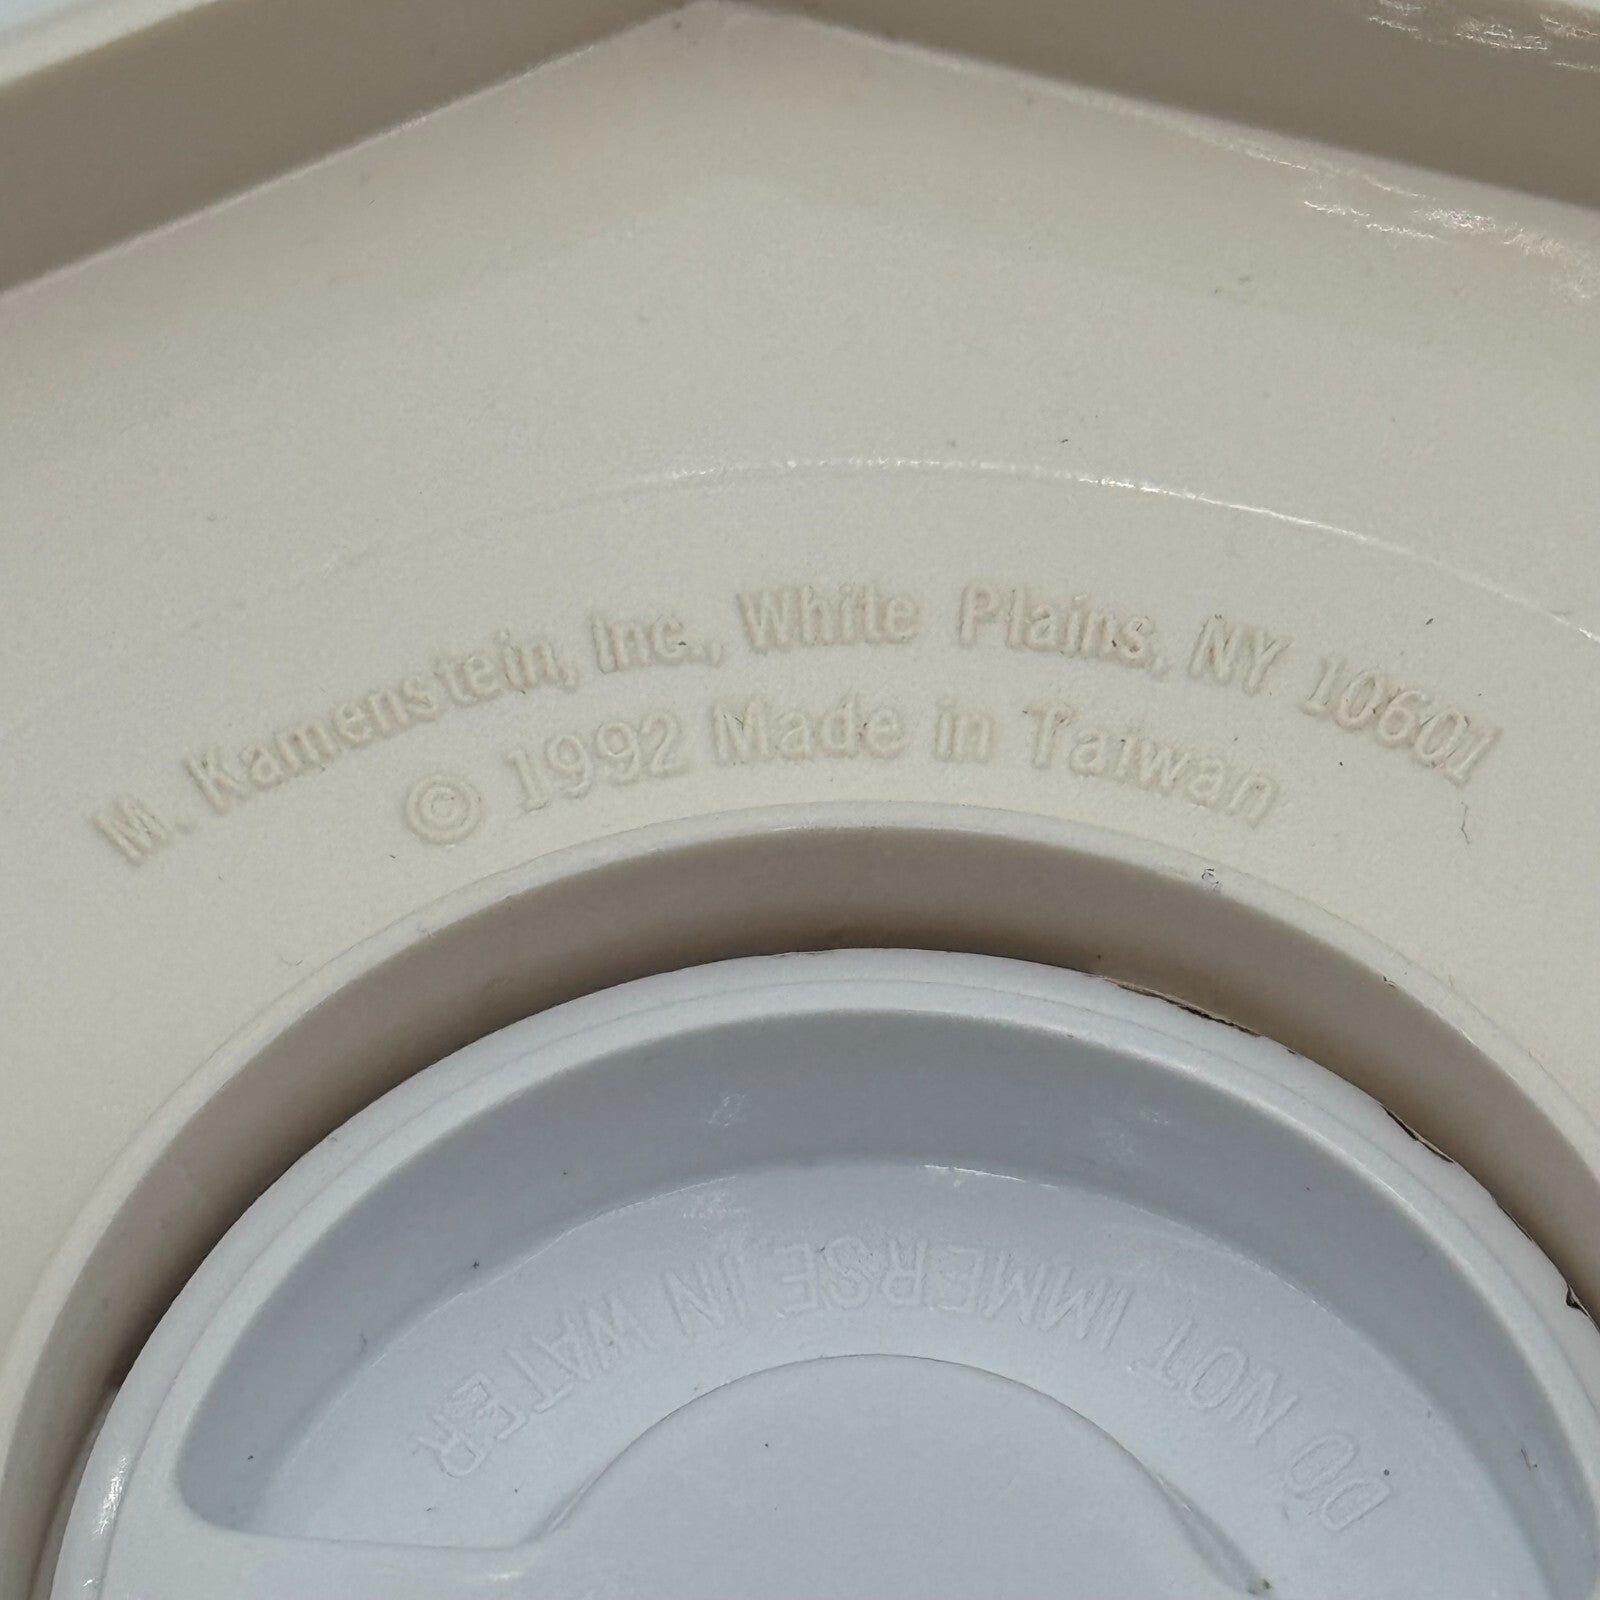 M. Kamenstein, Inc., White Plains, NY 10601
© 1992 Made in Taiwan
DO NOT IMMERSE IN WATER